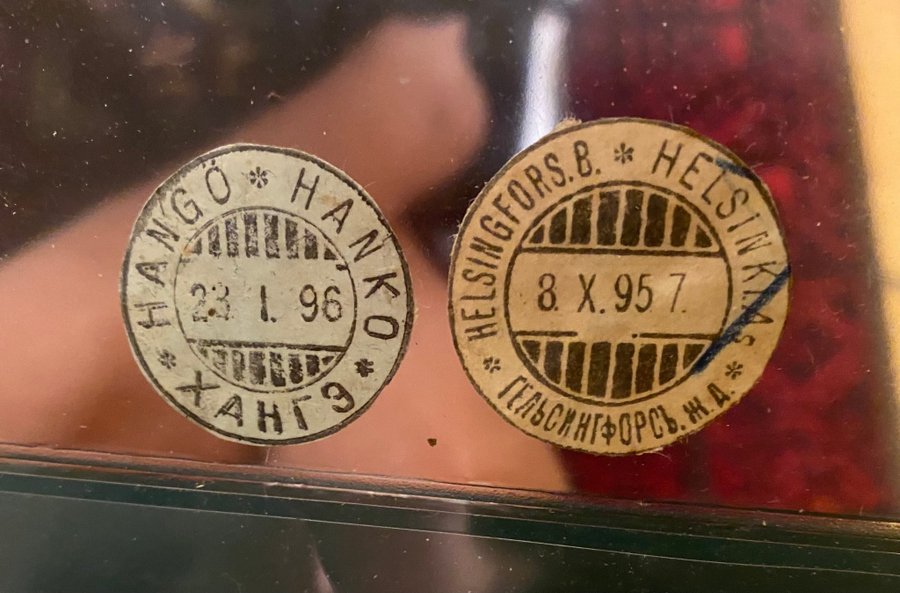 HANGÖ * HANKO * ХАНГЭ *
23. I. 96
HELSINGFORS.B. * HELSINKI.AS * ГЕЛЬСИНГФОРСЪ. Ж Д. *
8. X. 95 7.